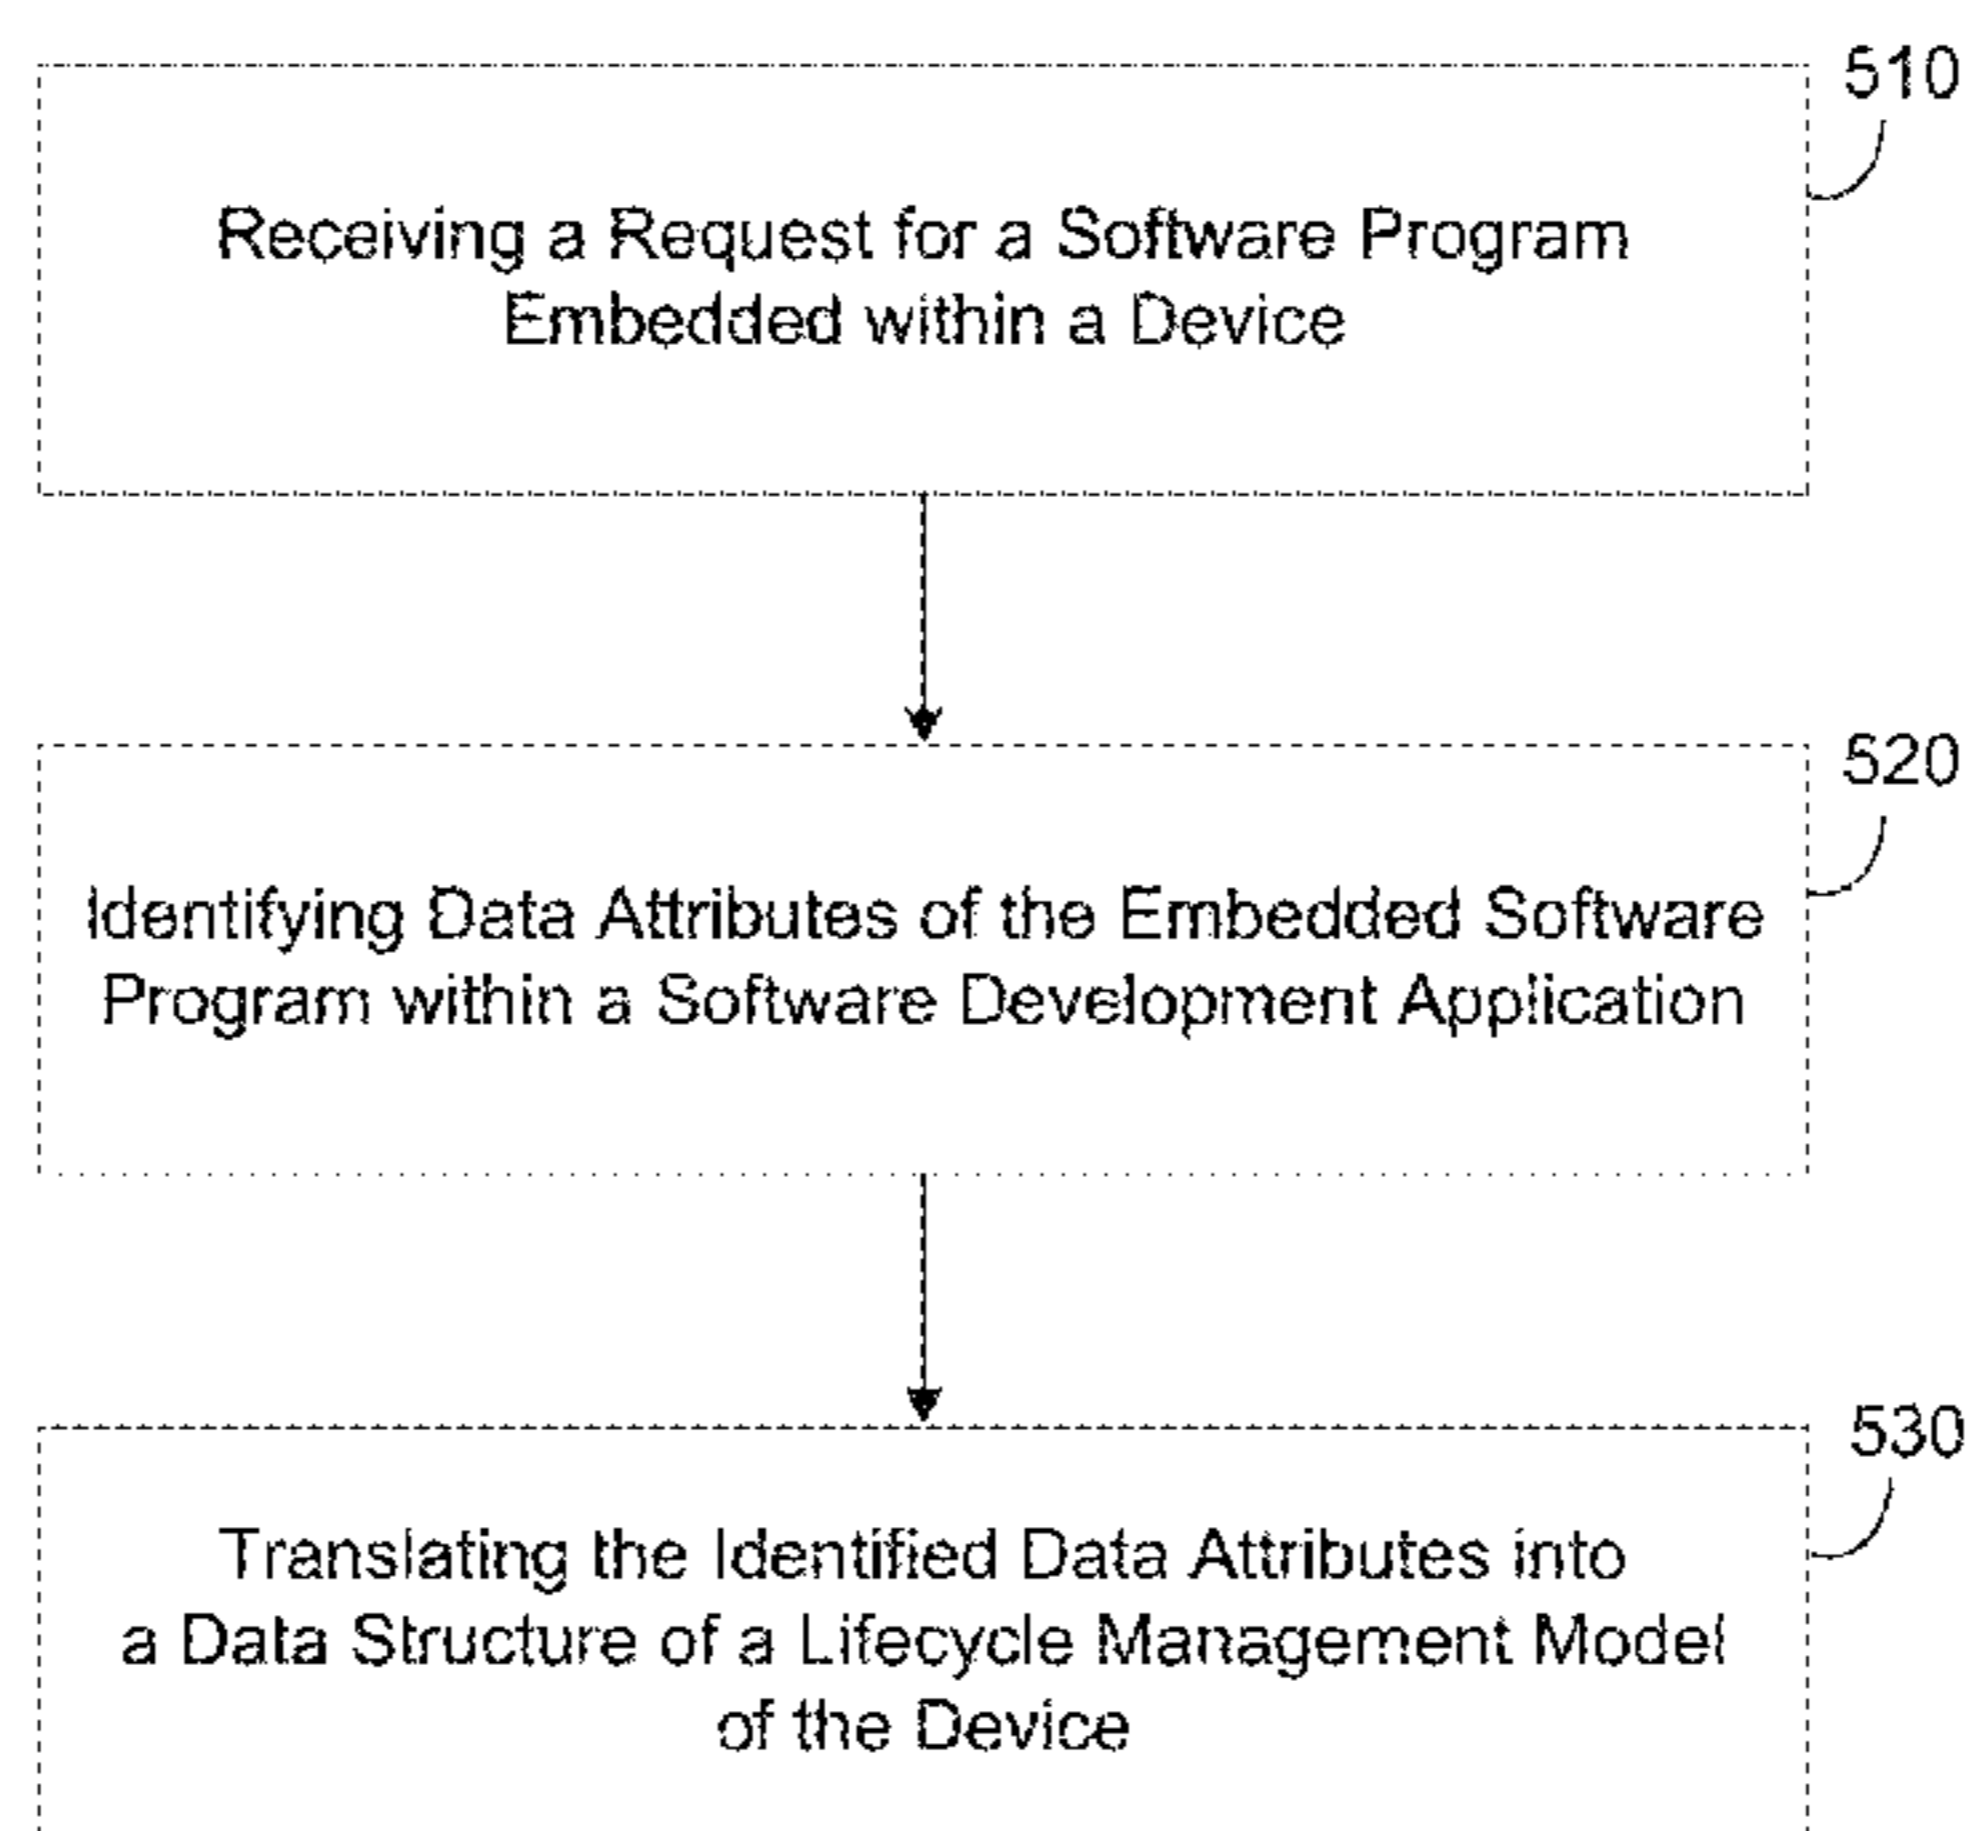 510
Receiving a Request for a Software Program
Embedded within a Device
520
Identifying Data Attributes of the Embedded Software
Program within a Software Development Application
530
Translating the Identified Data Attributes into
a Data Structure of a Lifecycle Management Model
of the Device